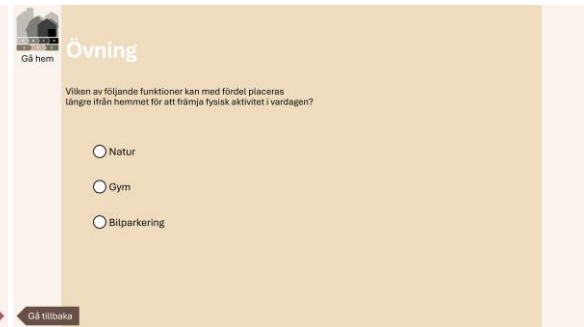 Gå hem
Övning
Vilken av följande funktioner kan med fördel placeras
längre ifrån hemmet för att främja fysisk aktivitet i vardagen?
Natur
Gym
Bilparkering
Gå tillbaka